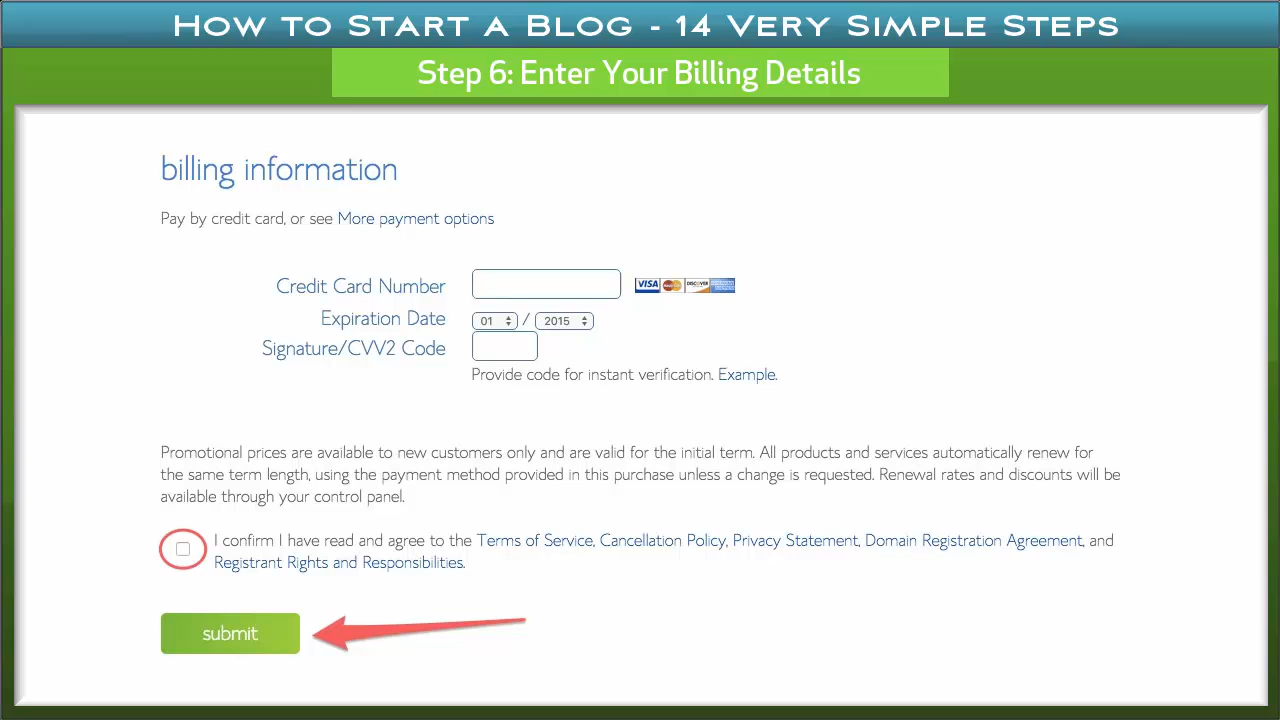 How to Start a Blog - 14 Very Simple Steps
Step 6: Enter Your Billing Details
billing information
Pay by credit card, or see More payment options
Credit Card Number
VISA MasterCard DISCOVER
Expiration Date 01 / 2015
Signature/CVV2 Code
Provide code for instant verification. Example.
Promotional prices are available to new customers only and are valid for the initial term. All products and services automatically renew for
the same term length, using the payment method provided in this purchase unless a change is requested. Renewal rates and discounts will be
available through your control panel.
I confirm I have read and agree to the Terms of Service, Cancellation Policy, Privacy Statement, Domain Registration Agreement, and
Registrant Rights and Responsibilities.
submit